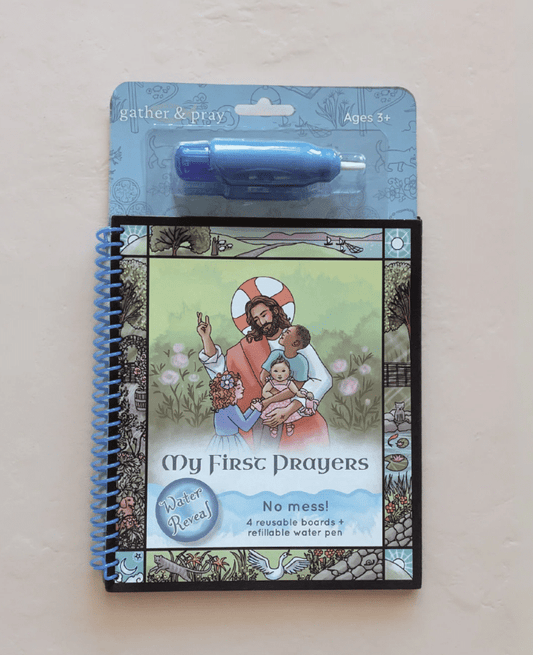 gather & pray
Ages 3+
My First Prayers
Water
Reveal
No mess!
4 reusable boards +
refillable water pen